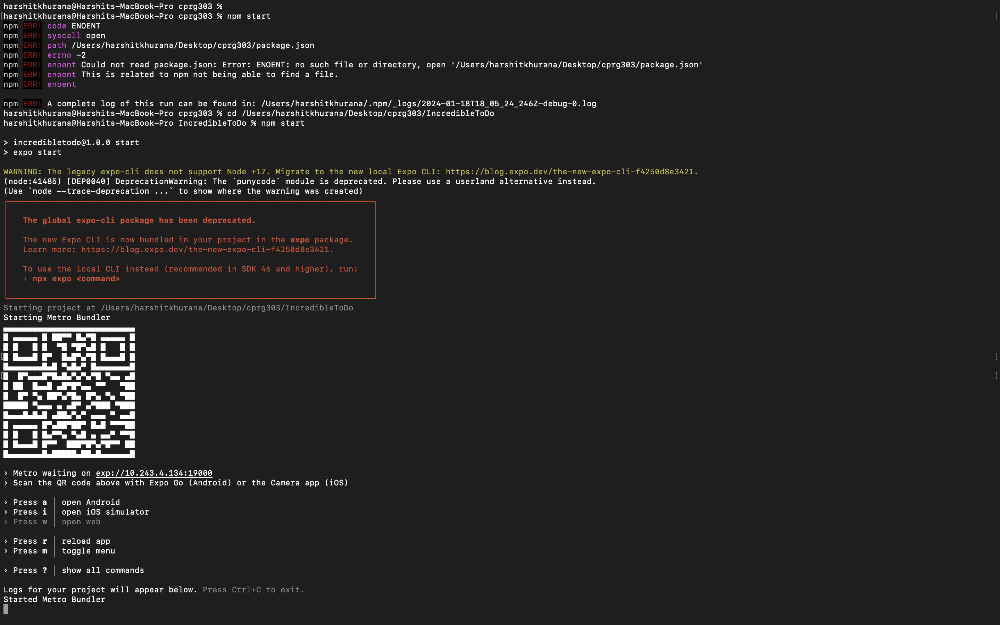 harshitkhurana@Harshits-MacBook-Pro cprg303 %
[harshitkhurana@Harshits-MacBook-Pro cprg303 % npm start ]
npm ERR! code ENOENT
npm ERR! syscall open
npm ERR! path /Users/harshitkhurana/Desktop/cprg303/package.json
npm ERR! errno -2
npm ERR! enoent Could not read package.json: Error: ENOENT: no such file or directory, open '/Users/harshitkhurana/Desktop/cprg303/package.json'
npm ERR! enoent This is related to npm not being able to find a file.
npm ERR! enoent
npm ERR! A complete log of this run can be found in: /Users/harshitkhurana/.npm/_logs/2024-01-18T18_05_24_246Z-debug-0.log
harshitkhurana@Harshits-MacBook-Pro cprg303 % cd /Users/harshitkhurana/Desktop/cprg303/IncredibleToDo
harshitkhurana@Harshits-MacBook-Pro IncredibleToDo % npm start
> incredibletodo@1.0.0 start
> expo start
WARNING: The legacy expo-cli does not support Node +17. Migrate to the new local Expo CLI: https://blog.expo.dev/the-new-expo-cli-f4250d8e3421.
(node:41485) [DEP0040] DeprecationWarning: The `punycode` module is deprecated. Please use a userland alternative instead.
(Use `node --trace-deprecation ...` to show where the warning was created)
The global expo-cli package has been deprecated.
The new Expo CLI is now bundled in your project in the expo package.
Learn more: https://blog.expo.dev/the-new-expo-cli-f4250d8e3421.
To use the local CLI instead (recommended in SDK 46 and higher), run:
› npx expo <command>
Starting project at /Users/harshitkhurana/Desktop/cprg303/IncredibleToDo
Starting Metro Bundler
› Metro waiting on exp://10.243.4.134:19000
› Scan the QR code above with Expo Go (Android) or the Camera app (iOS)
› Press a │ open Android
› Press i │ open iOS simulator
› Press w │ open web
› Press r │ reload app
› Press m │ toggle menu
› Press ? │ show all commands
Logs for your project will appear below. Press Ctrl+C to exit.
Started Metro Bundler